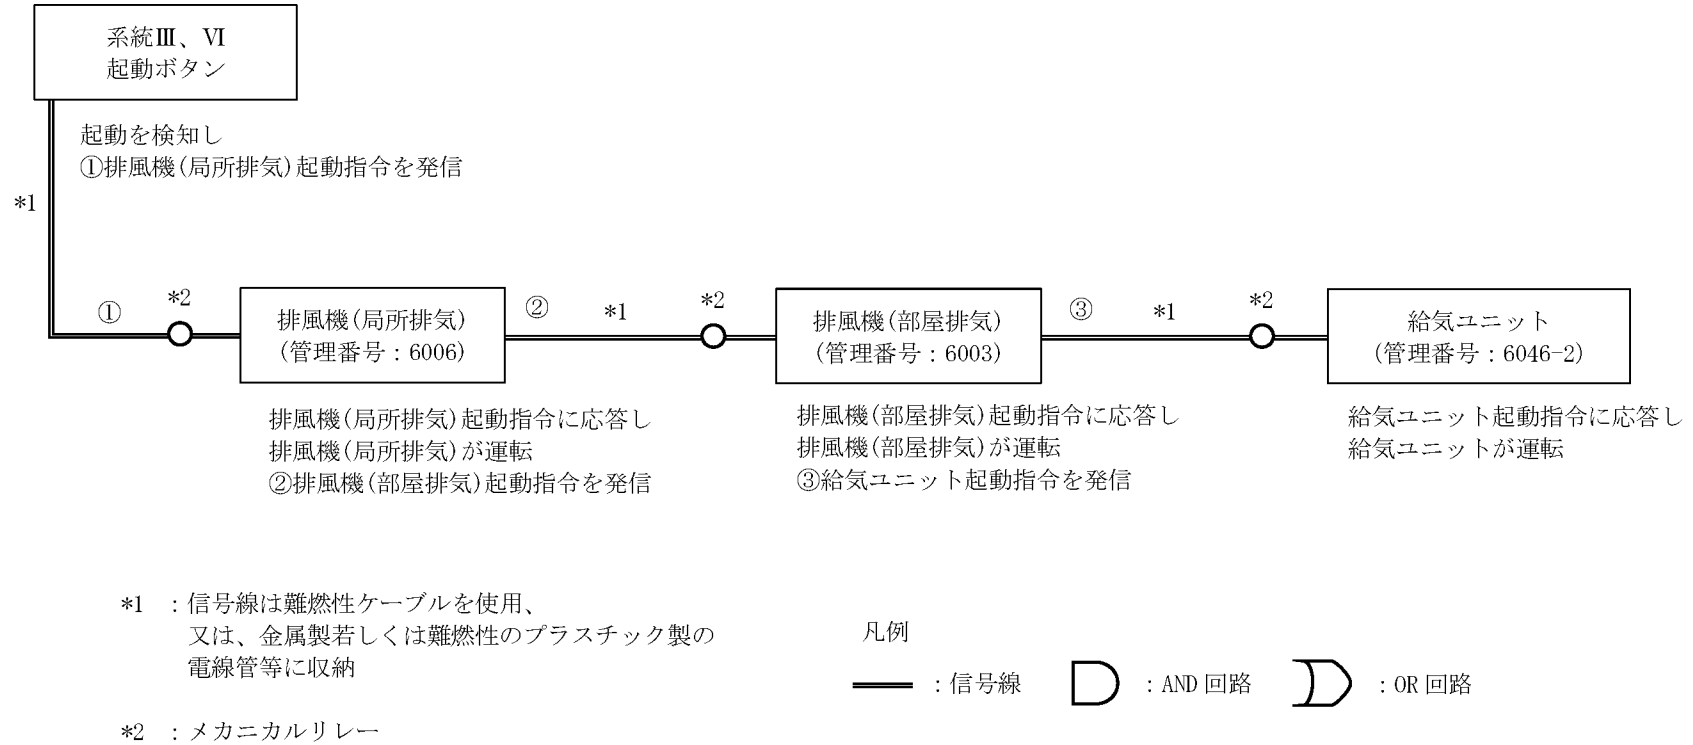 系統Ⅲ、Ⅵ
起動ボタン
起動を検知し
①排風機(局所排気)起動指令を発信
*1
①
*2
排風機(局所排気)
(管理番号：6006)
②
*1
*2
排風機(部屋排気)
(管理番号：6003)
③
*1
*2
給気ユニット
(管理番号：6046-2)
排風機(局所排気)起動指令に応答し
排風機(局所排気)が運転
②排風機(部屋排気)起動指令を発信
排風機(部屋排気)起動指令に応答し
排風機(部屋排気)が運転
③給気ユニット起動指令を発信
給気ユニット起動指令に応答し
給気ユニットが運転
*1 ：信号線は難燃性ケーブルを使用、
又は、金属製若しくは難燃性のプラスチック製の
電線管等に収納
*2 ：メカニカルリレー
凡例
：信号線
：AND回路
：OR回路